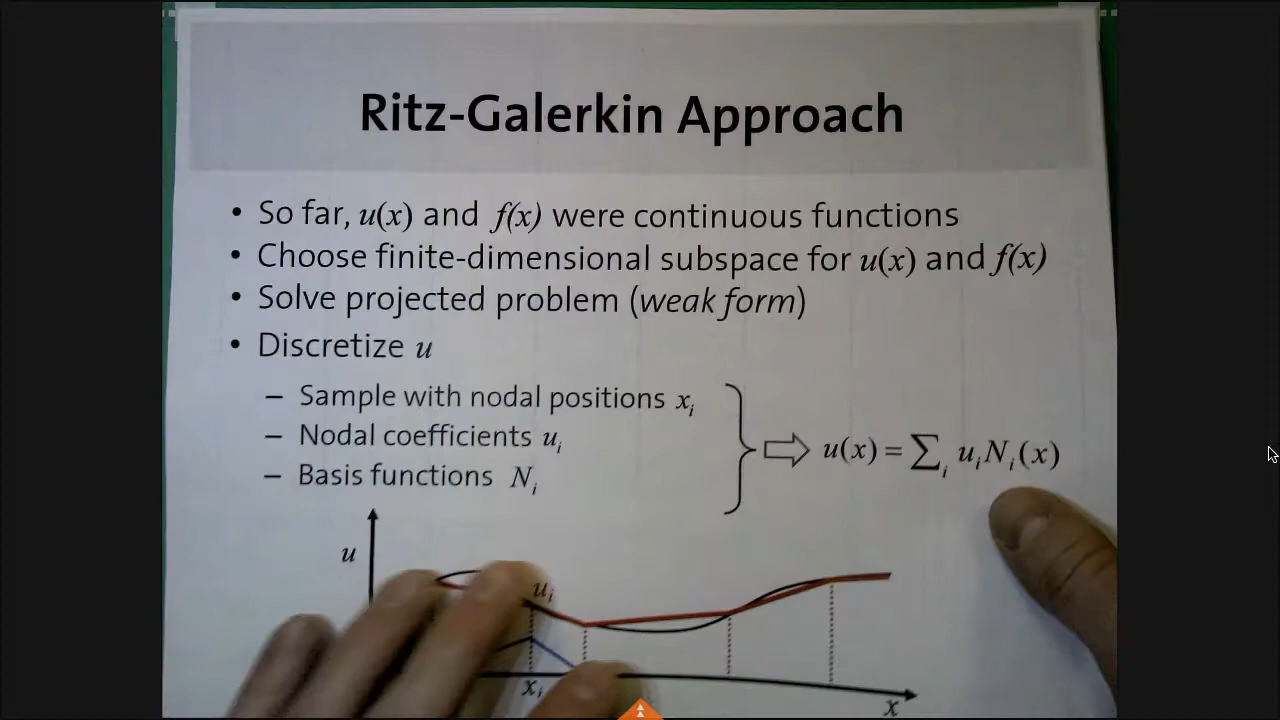 Ritz-Galerkin Approach
• So far, u(x) and f(x) were continuous functions
• Choose finite-dimensional subspace for u(x) and f(x)
• Solve projected problem (weak form)
• Discretize u
– Sample with nodal positions xᵢ
– Nodal coefficients uᵢ
– Basis functions Nᵢ
u(x) = ∑ᵢ uᵢNᵢ(x)
u
uᵢ
xᵢ
x